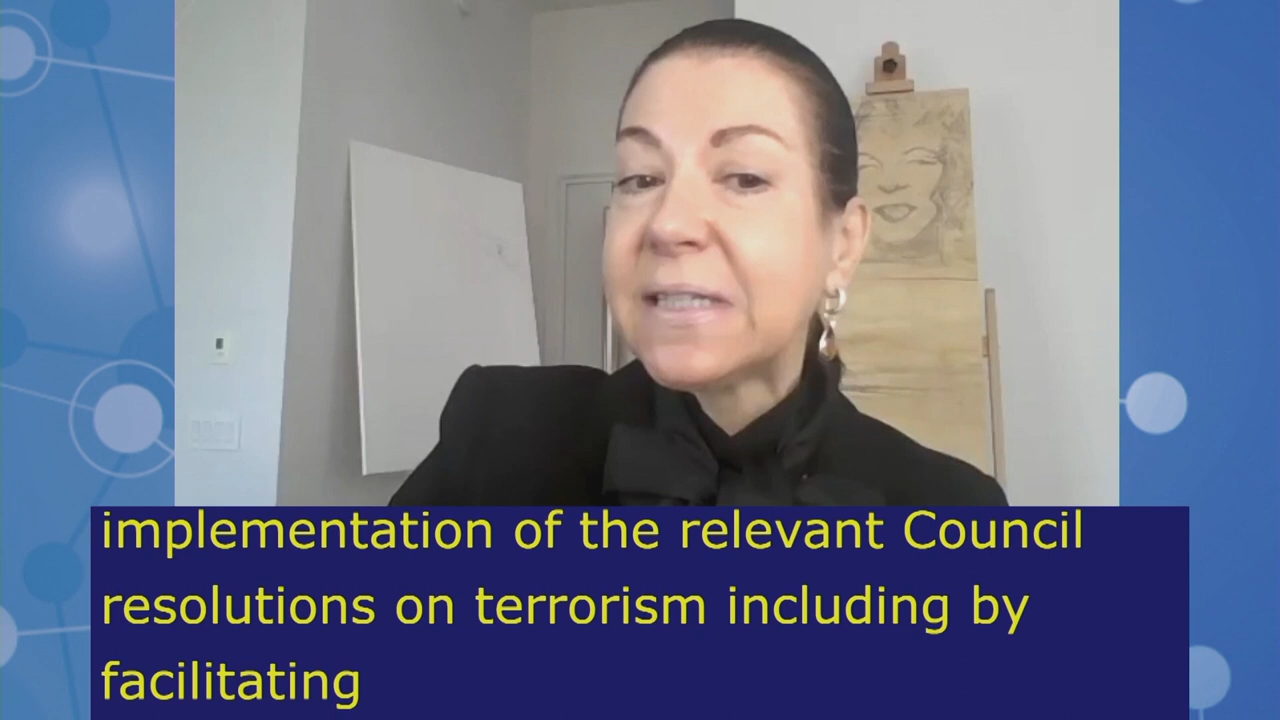 implementation of the relevant Council
resolutions on terrorism including by
facilitating